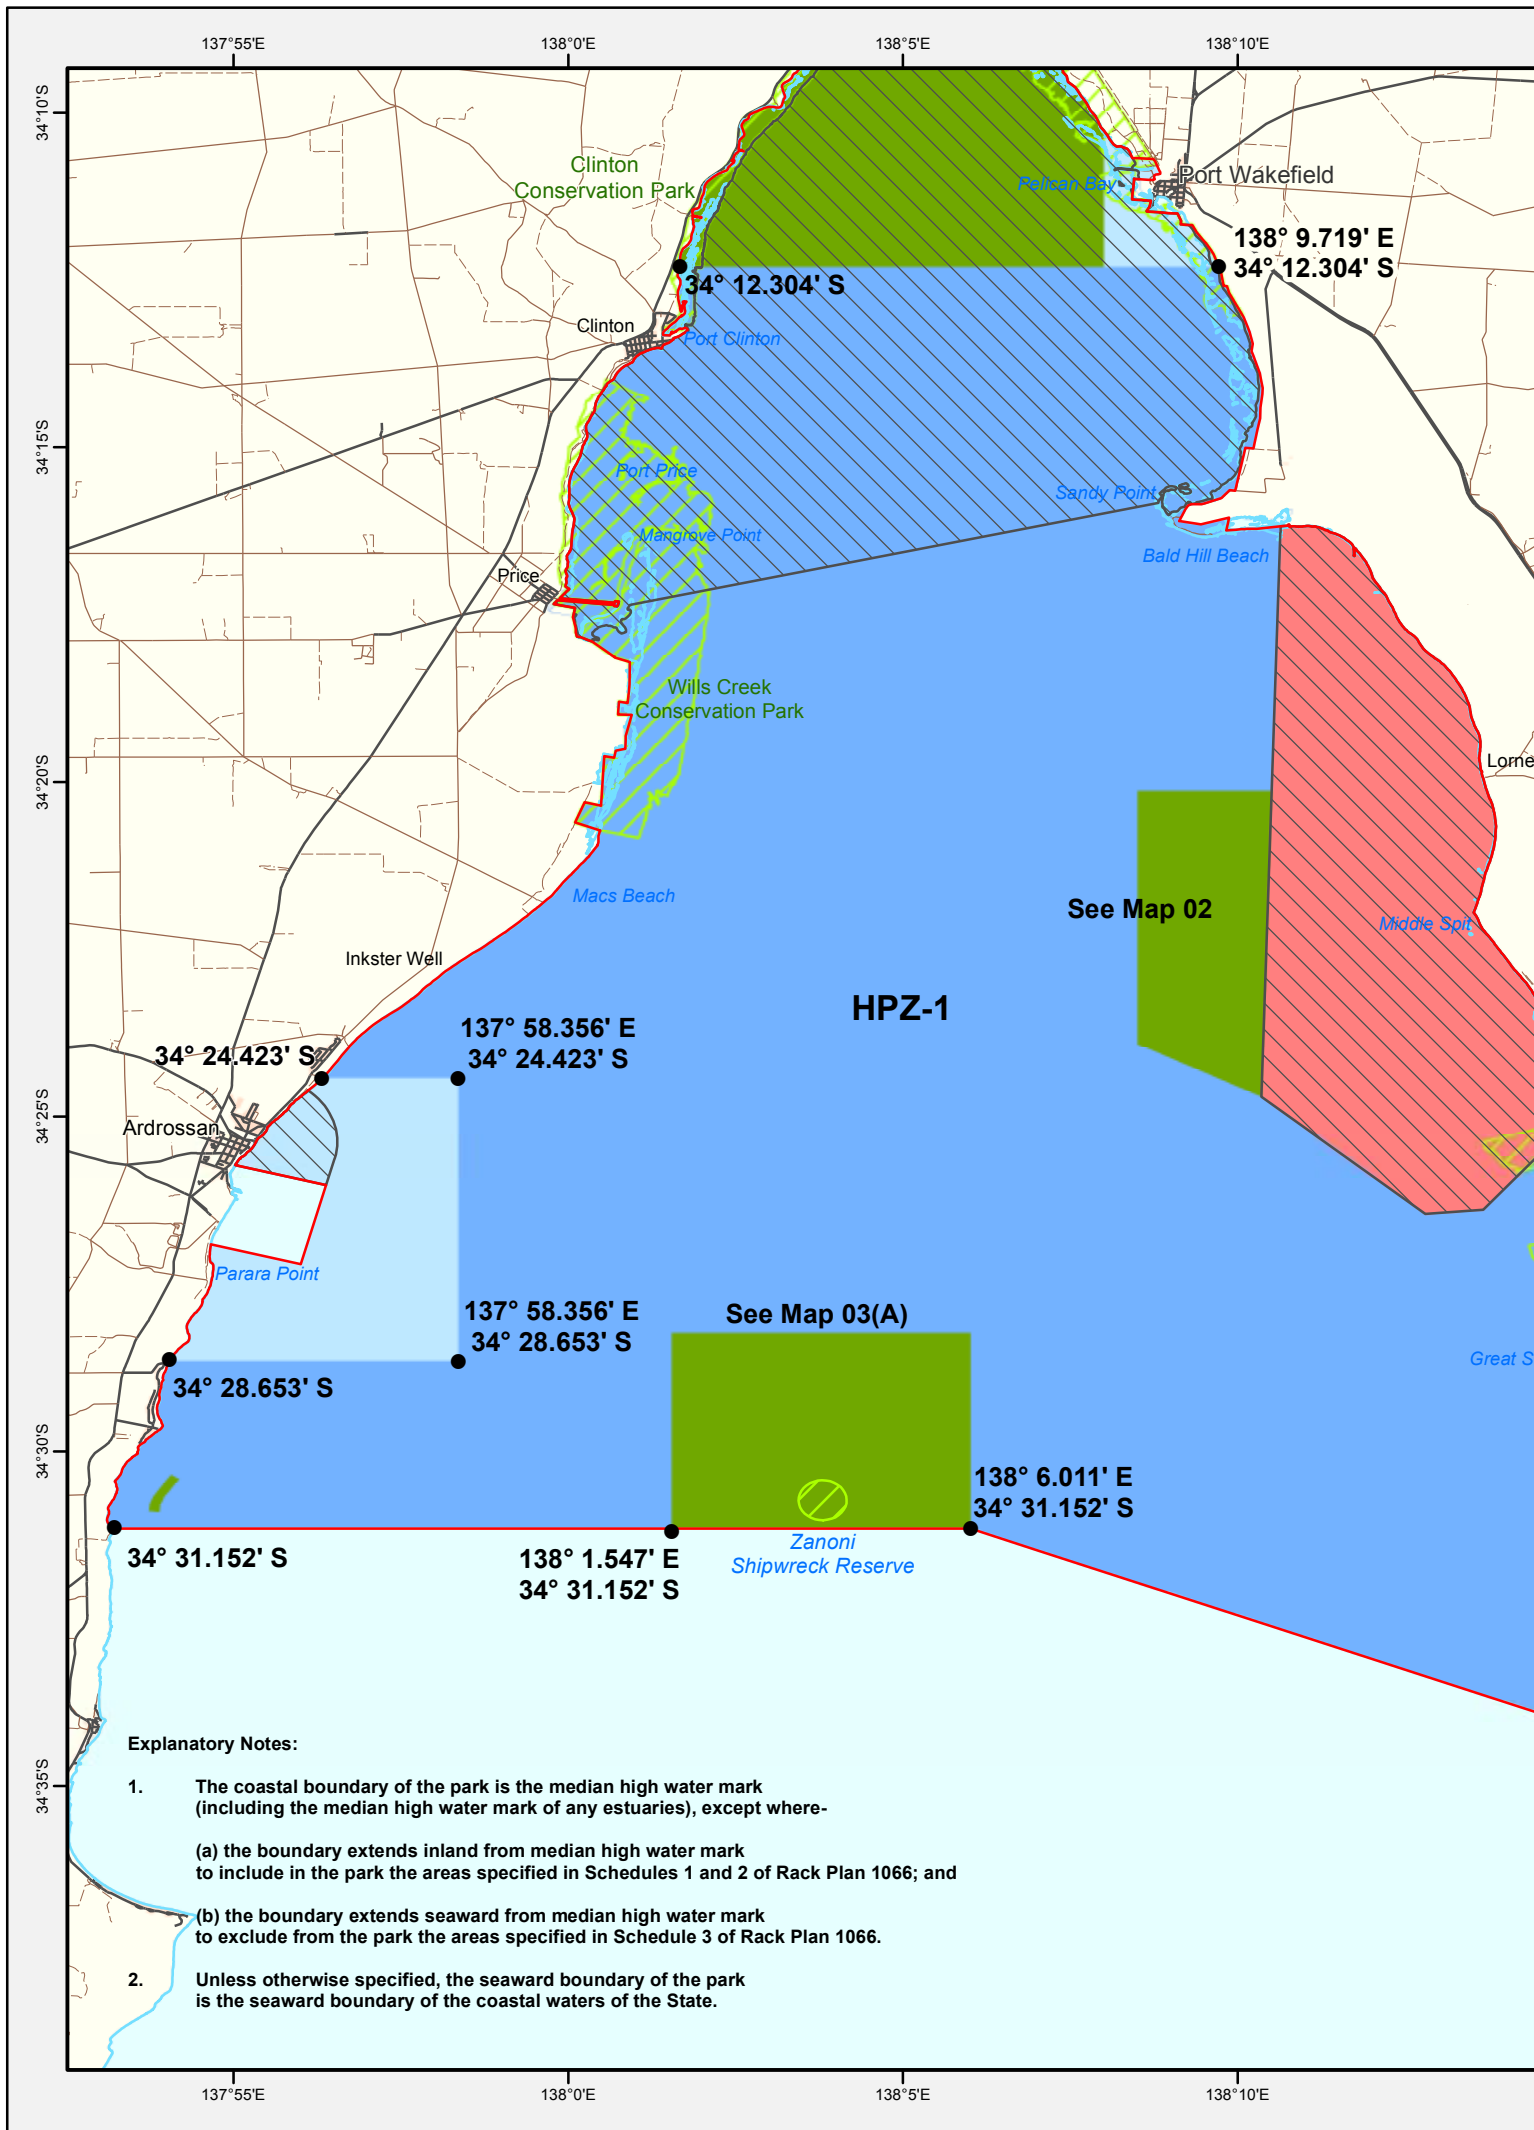 137°55'E
138°0'E
138°5'E
138°10'E
34°10'S
34°15'S
34°20'S
34°25'S
34°30'S
34°35'S
Clinton
Conservation Park
Pelican Bay
Port Wakefield
138° 9.719' E
34° 12.304' S
34° 12.304' S
Clinton
Port Clinton
Port Price
Sandy Point
Mangrove Point
Bald Hill Beach
Price
Wills Creek
Conservation Park
Lorne
Macs Beach
See Map 02
Middle Spit
Inkster Well
HPZ-1
137° 58.356' E
34° 24.423' S
34° 24.423' S
Ardrossan
Parara Point
137° 58.356' E
34° 28.653' S
See Map 03(A)
Great S
34° 28.653' S
138° 6.011' E
34° 31.152' S
34° 31.152' S
138° 1.547' E
34° 31.152' S
Zanoni
Shipwreck Reserve
Explanatory Notes:
1. The coastal boundary of the park is the median high water mark
(including the median high water mark of any estuaries), except where-
(a) the boundary extends inland from median high water mark
to include in the park the areas specified in Schedules 1 and 2 of Rack Plan 1066; and
(b) the boundary extends seaward from median high water mark
to exclude from the park the areas specified in Schedule 3 of Rack Plan 1066.
2. Unless otherwise specified, the seaward boundary of the park
is the seaward boundary of the coastal waters of the State.
137°55'E
138°0'E
138°5'E
138°10'E